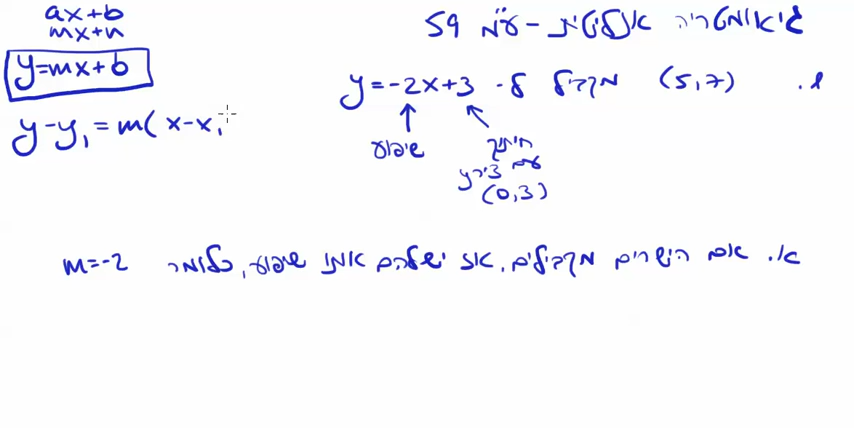 גיאומטריה אנליטית - עמ' 59
ax+b
mx+n
y=mx+b
y-y₁=m(x-x₁
1. (5,7) מקביל ל- y=-2x+3
שיפוע
חיתוך
עם ציר y
(0,3)
א. אם הישרים מקבילים, אז יש להם אותו שיפוע, כלומר m=-2